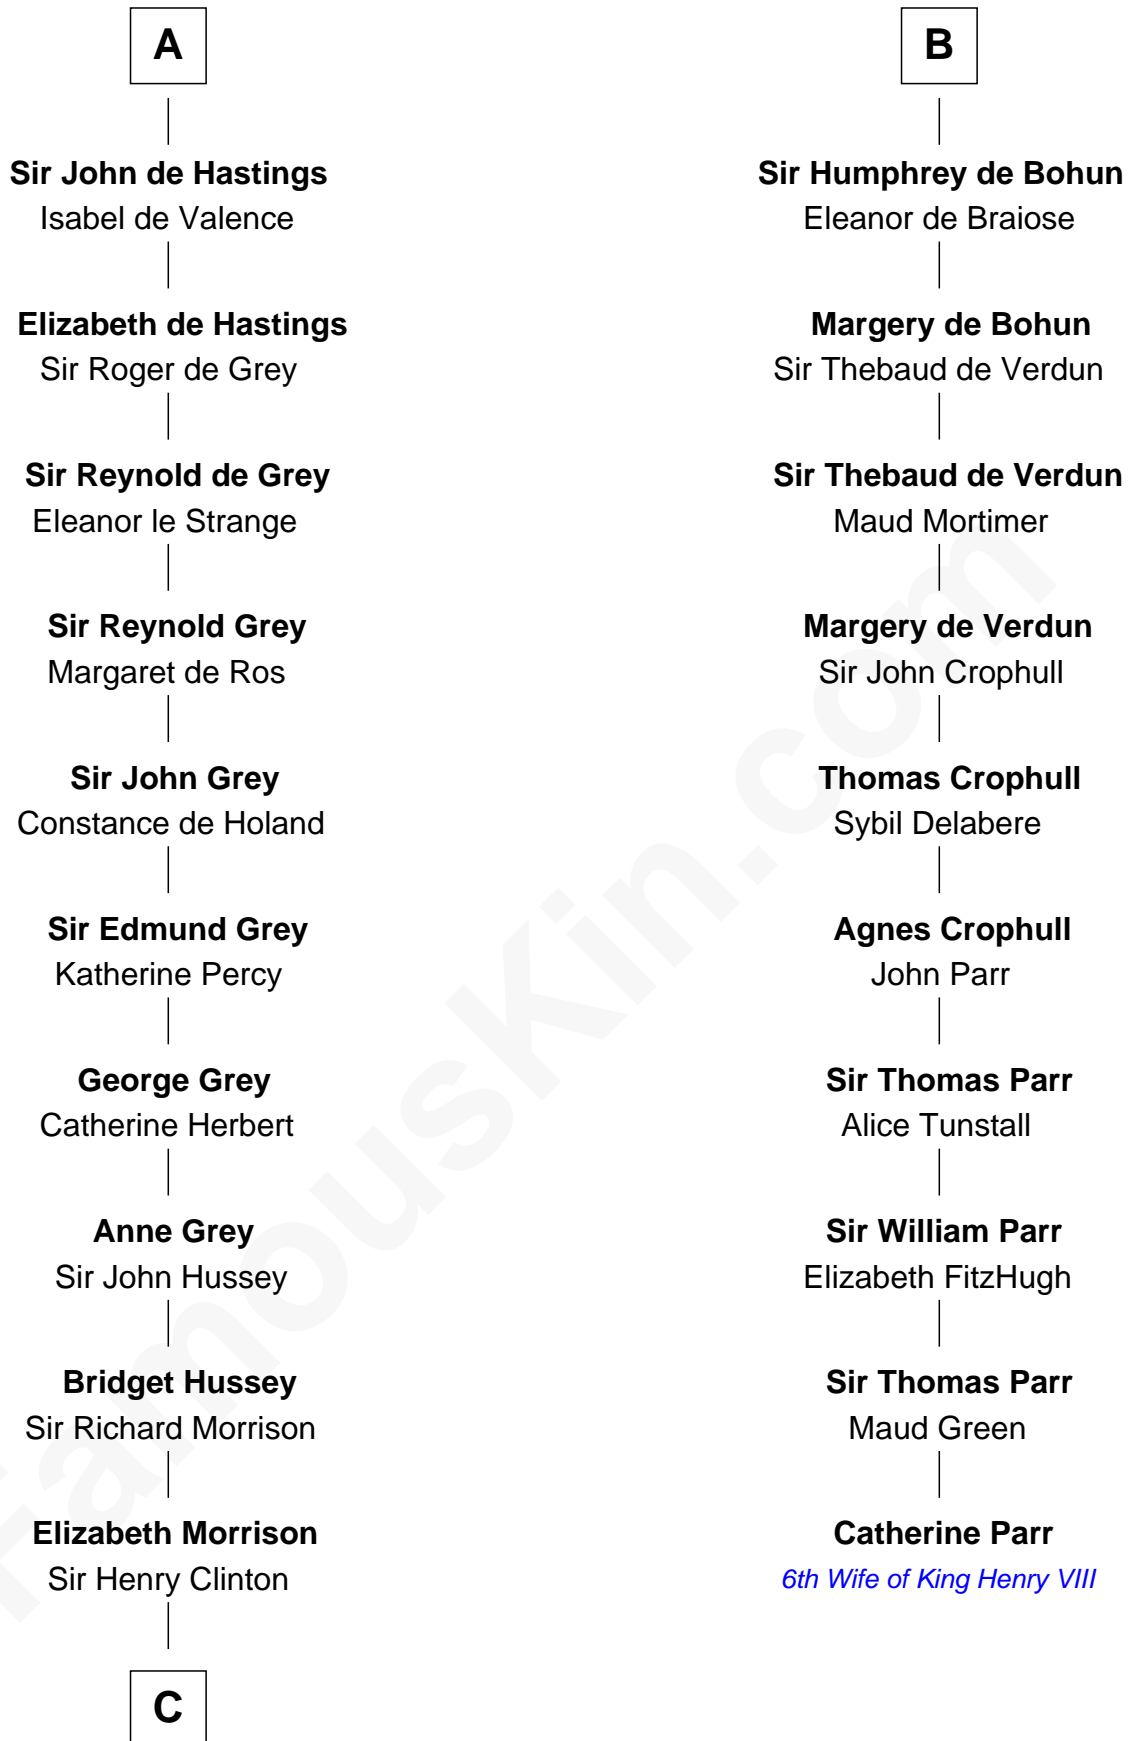 A
Sir John de Hastings
Isabel de Valence
Elizabeth de Hastings
Sir Roger de Grey
Sir Reynold de Grey
Eleanor le Strange
Sir Reynold Grey
Margaret de Ros
Sir John Grey
Constance de Holand
Sir Edmund Grey
Katherine Percy
George Grey
Catherine Herbert
Anne Grey
Sir John Hussey
Bridget Hussey
Sir Richard Morrison
Elizabeth Morrison
Sir Henry Clinton
C
B
Sir Humphrey de Bohun
Eleanor de Braiose
Margery de Bohun
Sir Thebaud de Verdun
Sir Thebaud de Verdun
Maud Mortimer
Margery de Verdun
Sir John Crophull
Thomas Crophull
Sybil Delabere
Agnes Crophull
John Parr
Sir Thomas Parr
Alice Tunstall
Sir William Parr
Elizabeth FitzHugh
Sir Thomas Parr
Maud Green
Catherine Parr
6th Wife of King Henry VIII
FamousKin.com